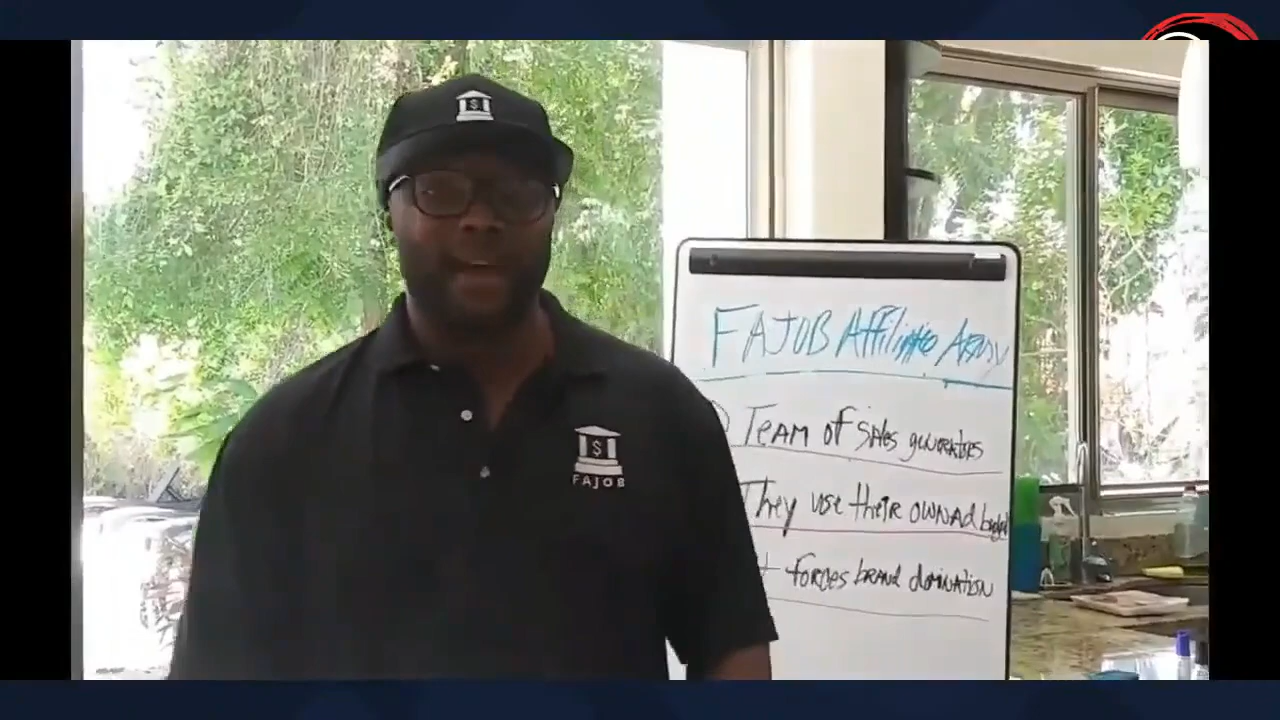 $
FAJOB Affiliate Army
Team of sales generators
$
FAJOB
They use their own Ad budget
forces brand domination